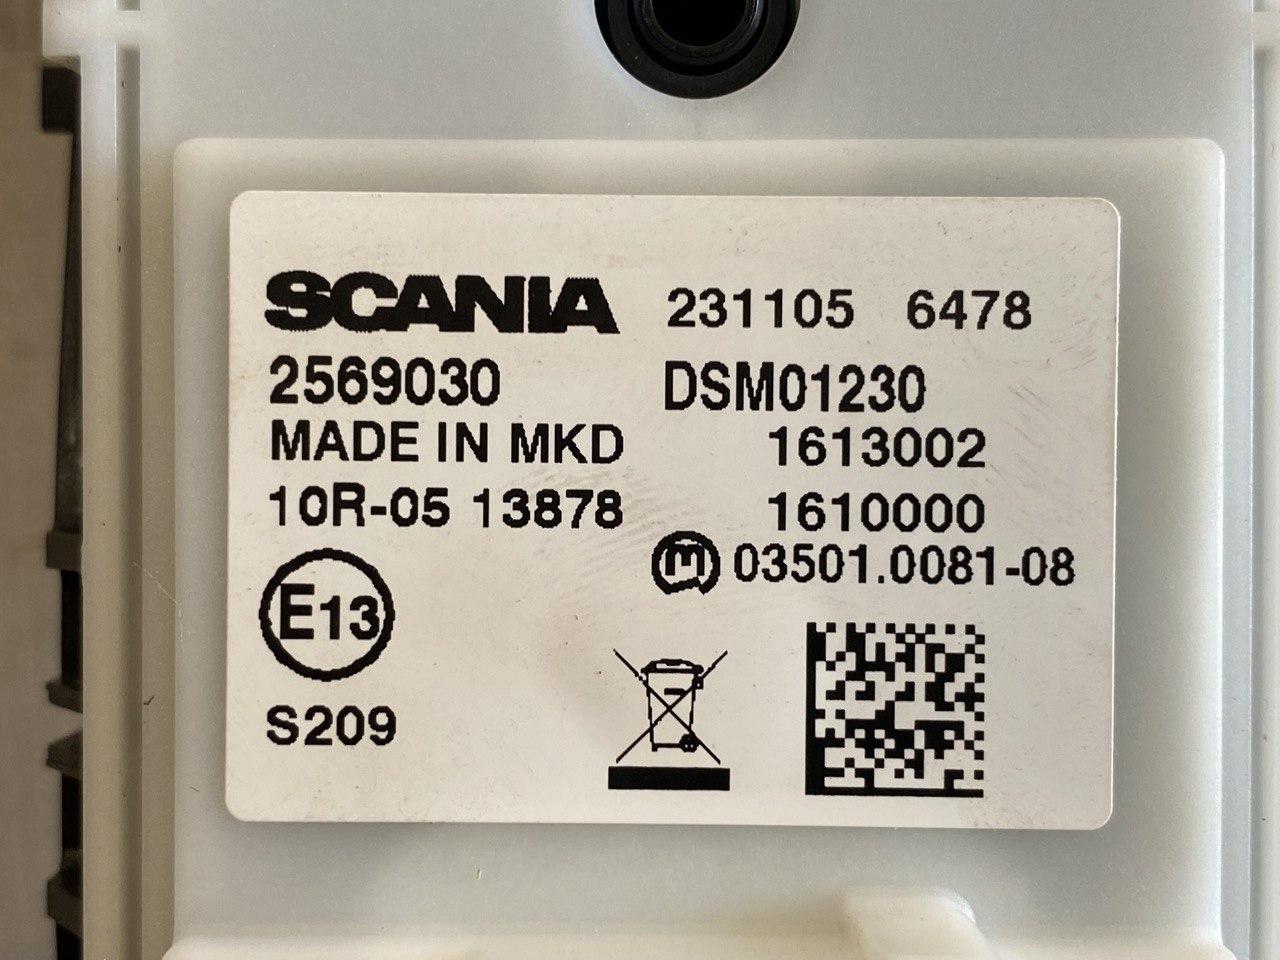 SCANIA 231105 6478
2569030 DSM01230
MADE IN MKD 1613002
10R-05 13878 1610000
M 03501.0081-08
E13
S209